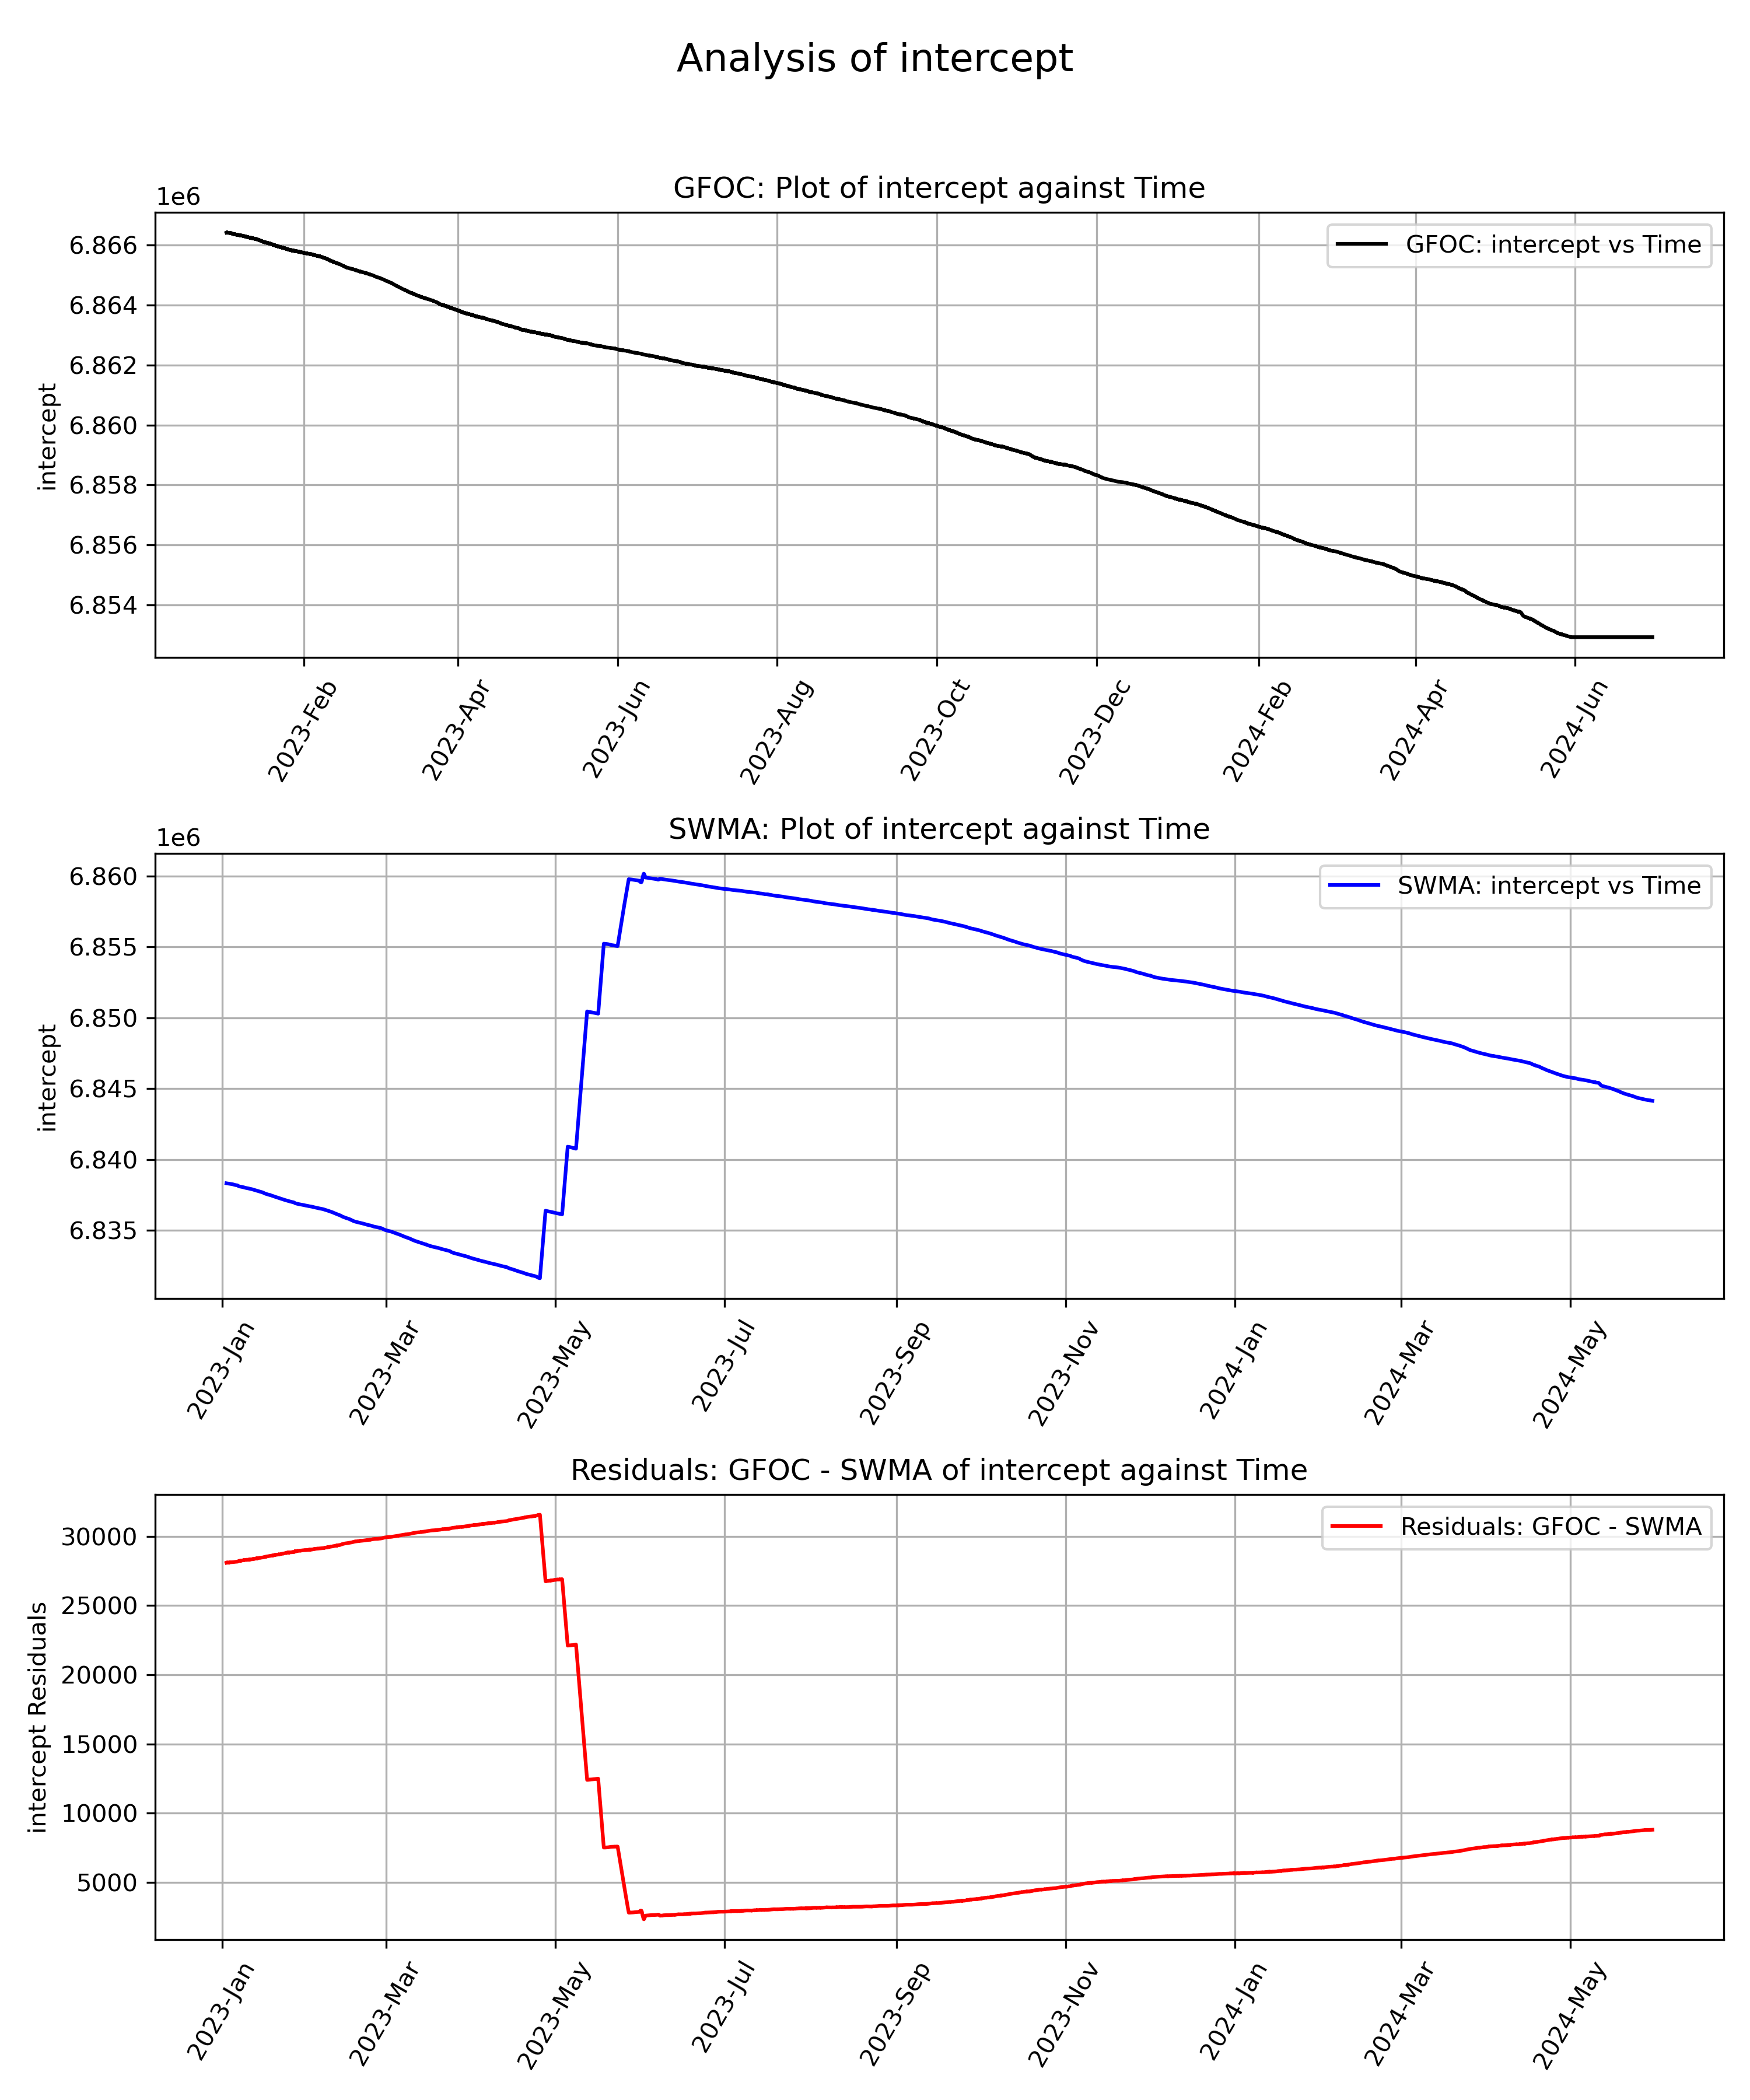 Analysis of intercept
GFOC: Plot of intercept against Time
1e6
GFOC: intercept vs Time
6.866
6.864
6.862
6.860
6.858
6.856
6.854
intercept
2023-Feb
2023-Apr
2023-Jun
2023-Aug
2023-Oct
2023-Dec
2024-Feb
2024-Apr
2024-Jun
SWMA: Plot of intercept against Time
1e6
SWMA: intercept vs Time
6.860
6.855
6.850
6.845
6.840
6.835
intercept
2023-Jan
2023-Mar
2023-May
2023-Jul
2023-Sep
2023-Nov
2024-Jan
2024-Mar
2024-May
Residuals: GFOC - SWMA of intercept against Time
Residuals: GFOC - SWMA
30000
25000
20000
15000
10000
5000
intercept Residuals
2023-Jan
2023-Mar
2023-May
2023-Jul
2023-Sep
2023-Nov
2024-Jan
2024-Mar
2024-May